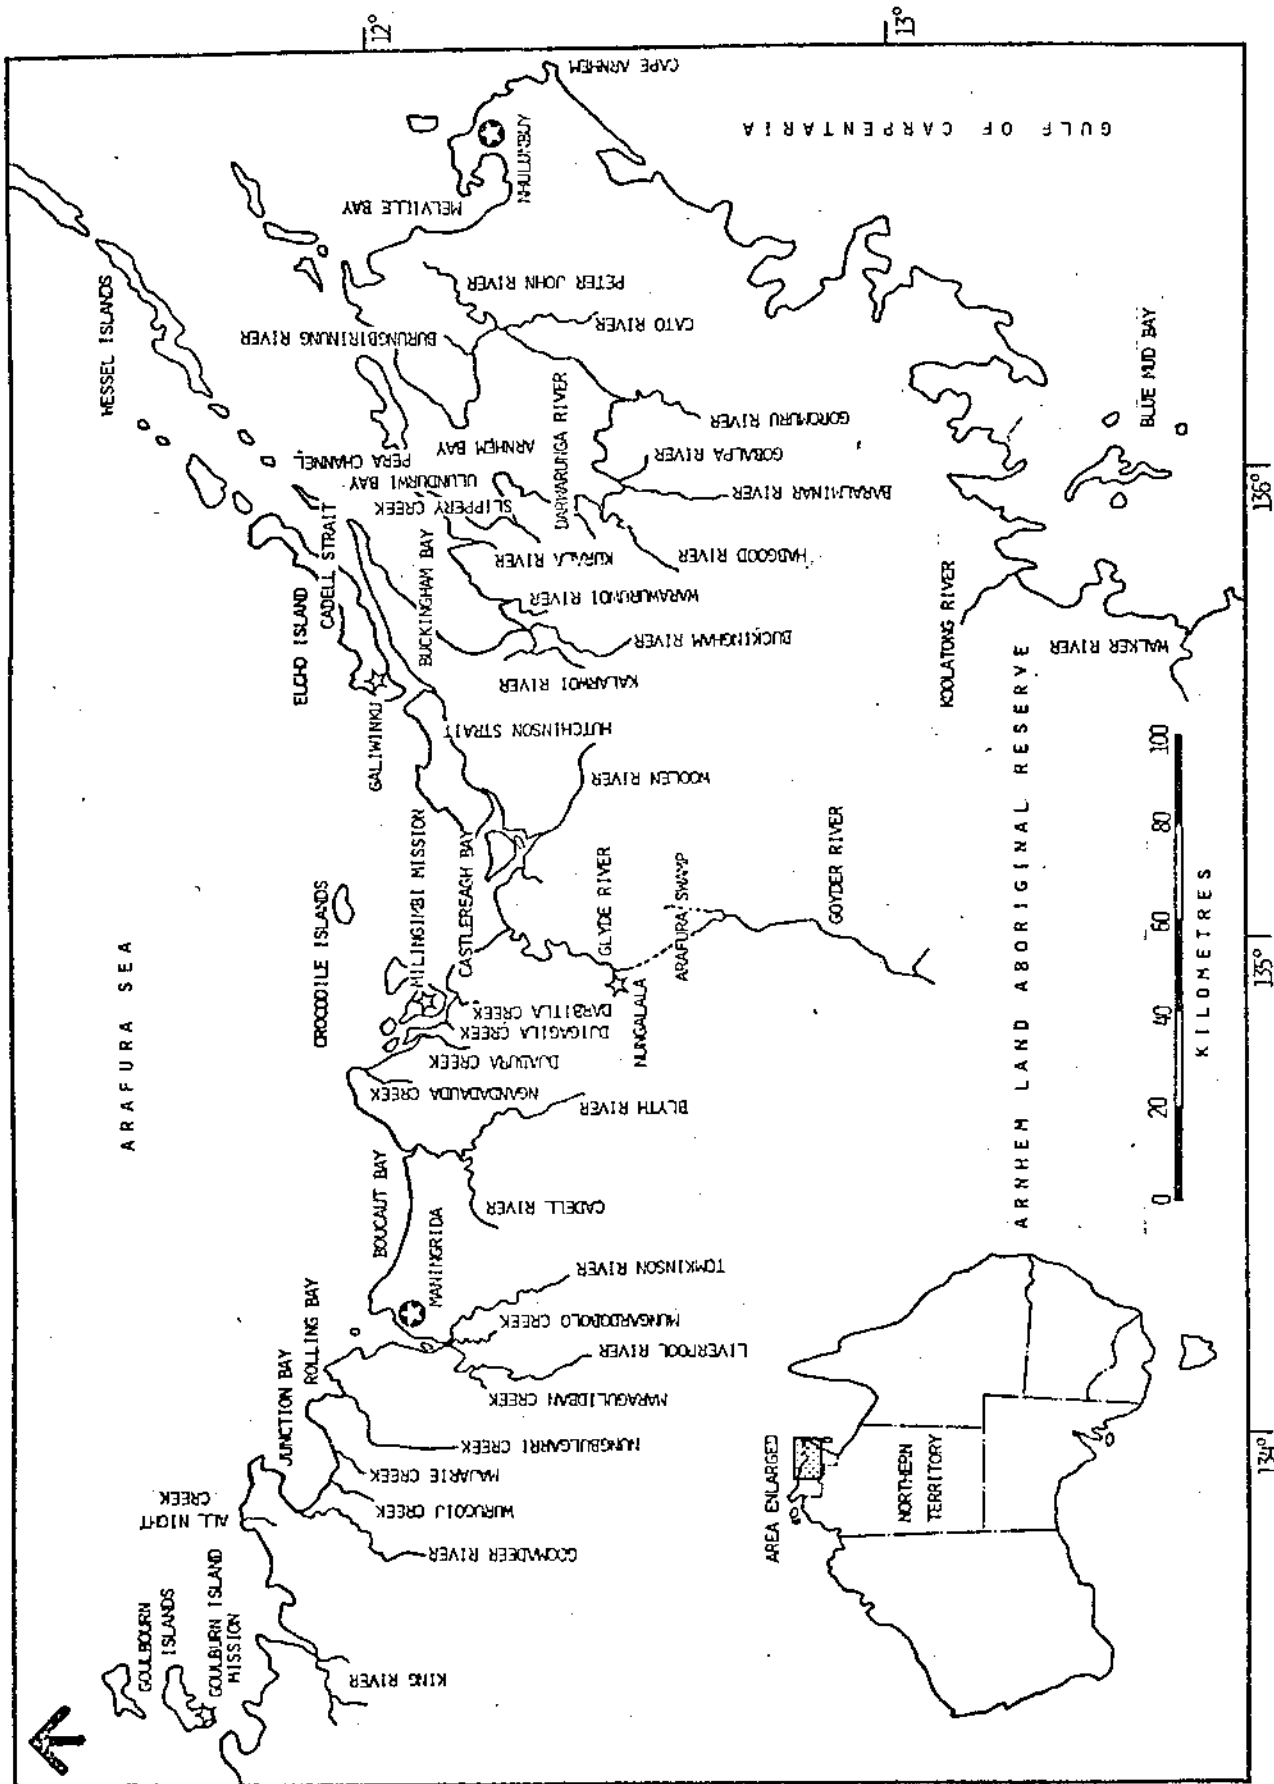 12°
13°
ARAFURA SEA
GOULBOURN
ISLANDS
GOULBURN ISLAND
MISSION
KING RIVER
ALL NIGHT
CREEK
JUNCTION BAY
ROLLING BAY
GOOMADEER RIVER
WURUGOIJ CREEK
MAJARIE CREEK
NUNGBULGARRI CREEK
MARAGULIDBAN CREEK
LIVERPOOL RIVER
MUNGARDOBOLO CREEK
TOMKINSON RIVER
MANINGRIDA
BOUCAUT BAY
CADELL RIVER
BLYTH RIVER
NGANDADAUDA CREEK
DJABURA CREEK
DJIGAGILA CREEK
DARBITLA CREEK
CROCODILE ISLANDS
MILINGIMBI MISSION
CASTLEREAGH BAY
NUNGALALA
GLYDE RIVER
ARAFURA SWAMP
GOYDER RIVER
WOOLEN RIVER
HUTCHINSON STRAIT
GALIWINKU
ELCHO ISLAND
CADELL STRAIT
WESSEL ISLANDS
BUCKINGHAM BAY
KALARWOI RIVER
BUCKINGHAM RIVER
WARAWURUWOI RIVER
KURALA RIVER
SLIPPERY CREEK
ULUNDURWI BAY
PERA CHANNEL
ARNHEM BAY
HABGOOD RIVER
DARWARUNGA RIVER
BARALMINAR RIVER
GOBALPA RIVER
GOROMURU RIVER
CATO RIVER
PETER JOHN RIVER
BURUNGBIRINUNG RIVER
MELVILLE BAY
NHULUNBUY
CAPE ARNHEM
GULF OF CARPENTARIA
BLUE MUD BAY
KOOLATONG RIVER
WALKER RIVER
ARNHEM LAND ABORIGINAL RESERVE
0 20 40 60 80 100
KILOMETRES
AREA ENLARGED
NORTHERN
TERRITORY
134°
135°
136°